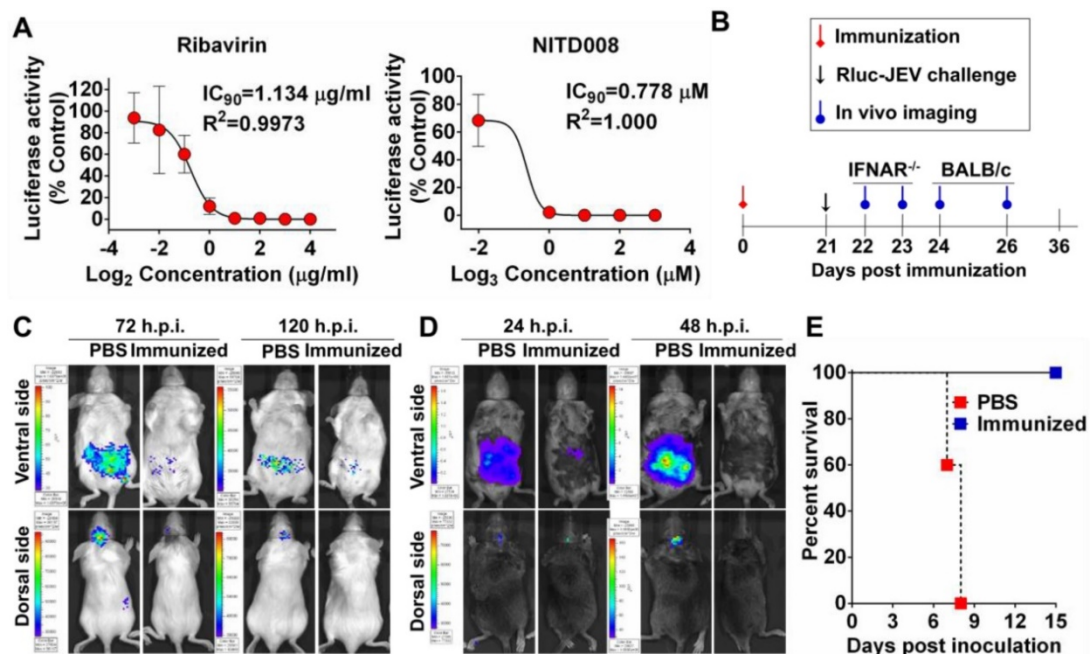 A
Ribavirin
Luciferase activity
(% Control)
120
100
80
60
40
20
0
IC90=1.134 μg/ml
R2=0.9973
-4 -2 0 2 4
Log2 Concentration (μg/ml)
NITD008
Luciferase activity
(% Control)
100
80
60
40
20
0
IC90=0.778 μM
R2=1.000
-2 0 2 4
Log3 Concentration (μM)
B
Immunization
Rluc-JEV challenge
In vivo imaging
IFNAR-/- BALB/c
0 21 22 23 24 26 36
Days post immunization
C
72 h.p.i. 120 h.p.i.
PBS Immunized PBS Immunized
Ventral side
Dorsal side
D
24 h.p.i. 48 h.p.i.
PBS Immunized PBS Immunized
Ventral side
Dorsal side
E
Percent survival
100
80
60
40
20
0
PBS
Immunized
0 3 6 9 12 15
Days post inoculation